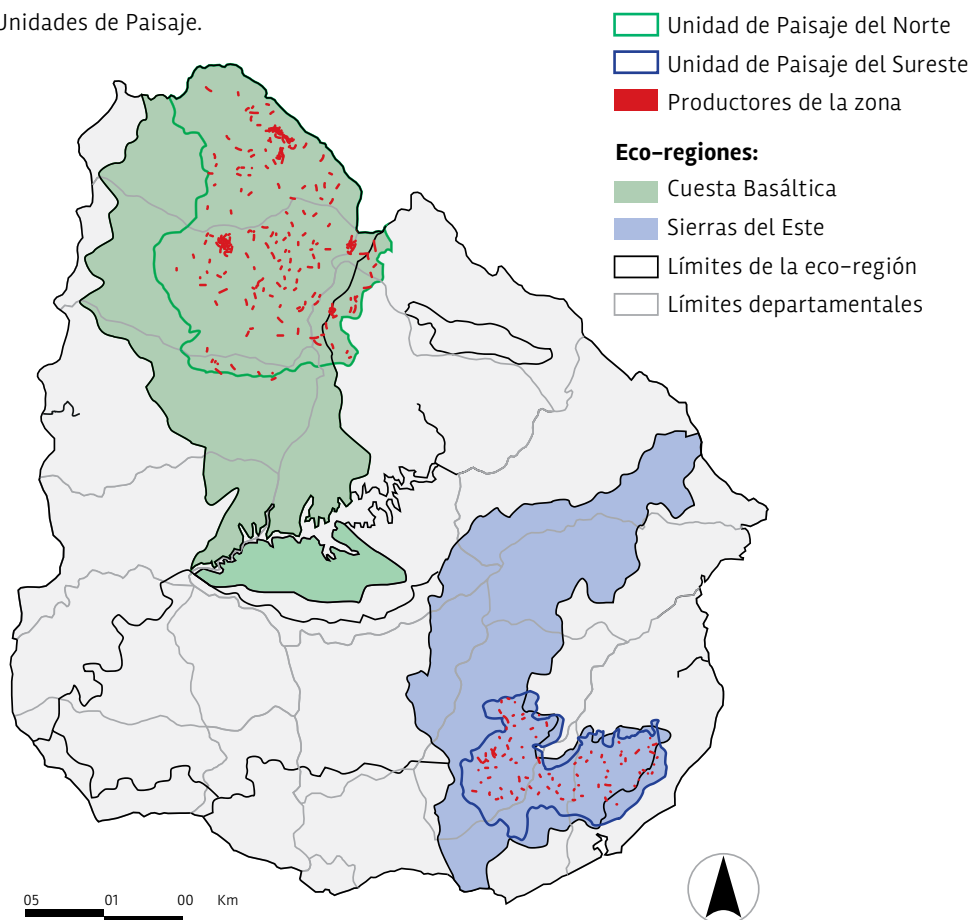 Unidades de Paisaje.
Unidad de Paisaje del Norte
Unidad de Paisaje del Sureste
Productores de la zona
Eco-regiones:
Cuesta Basáltica
Sierras del Este
Límites de la eco-región
Límites departamentales
05 01 00 Km